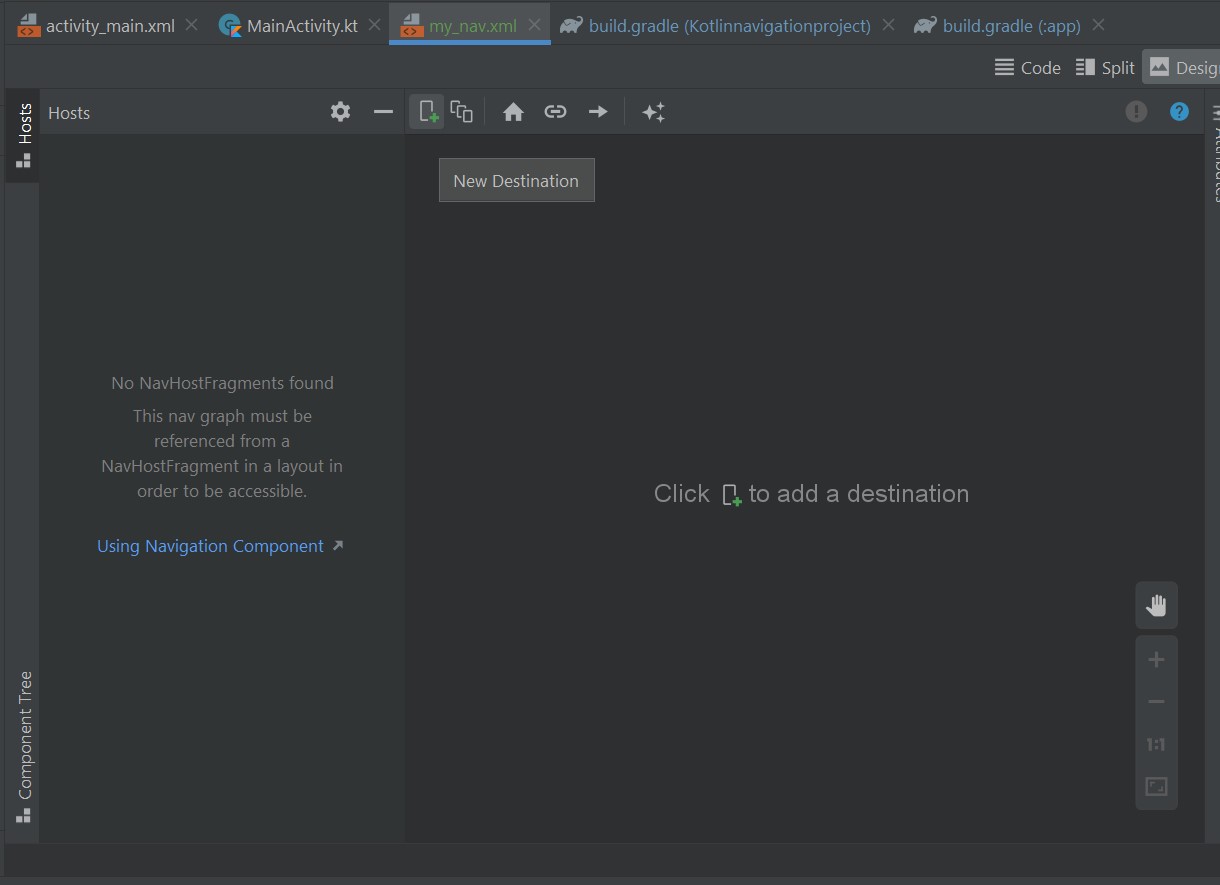 activity_main.xml
MainActivity.kt
my_nav.xml
build.gradle (Kotlinnavigationproject)
build.gradle (:app)
Code
Split
Desig
Hosts
Hosts
New Destination
Attributes
No NavHostFragments found
This nav graph must be
referenced from a
NavHostFragment in a layout in
order to be accessible.
Using Navigation Component
Click to add a destination
Component Tree
1:1